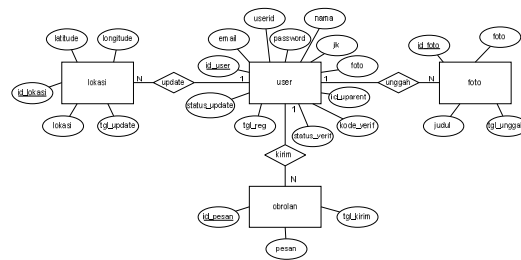 userid
nama
email
password
latitude
longitude
jk
id_foto
foto
id_user
foto
id_lokasi
lokasi
N
update
1
user
1
unggah
N
foto
status_update
id_uparent
lokasi
tgl_update
tgl_reg
1
kode_verif
judul
tgl_unggah
status_verif
kirim
N
id_pesan
obrolan
tgl_kirim
pesan